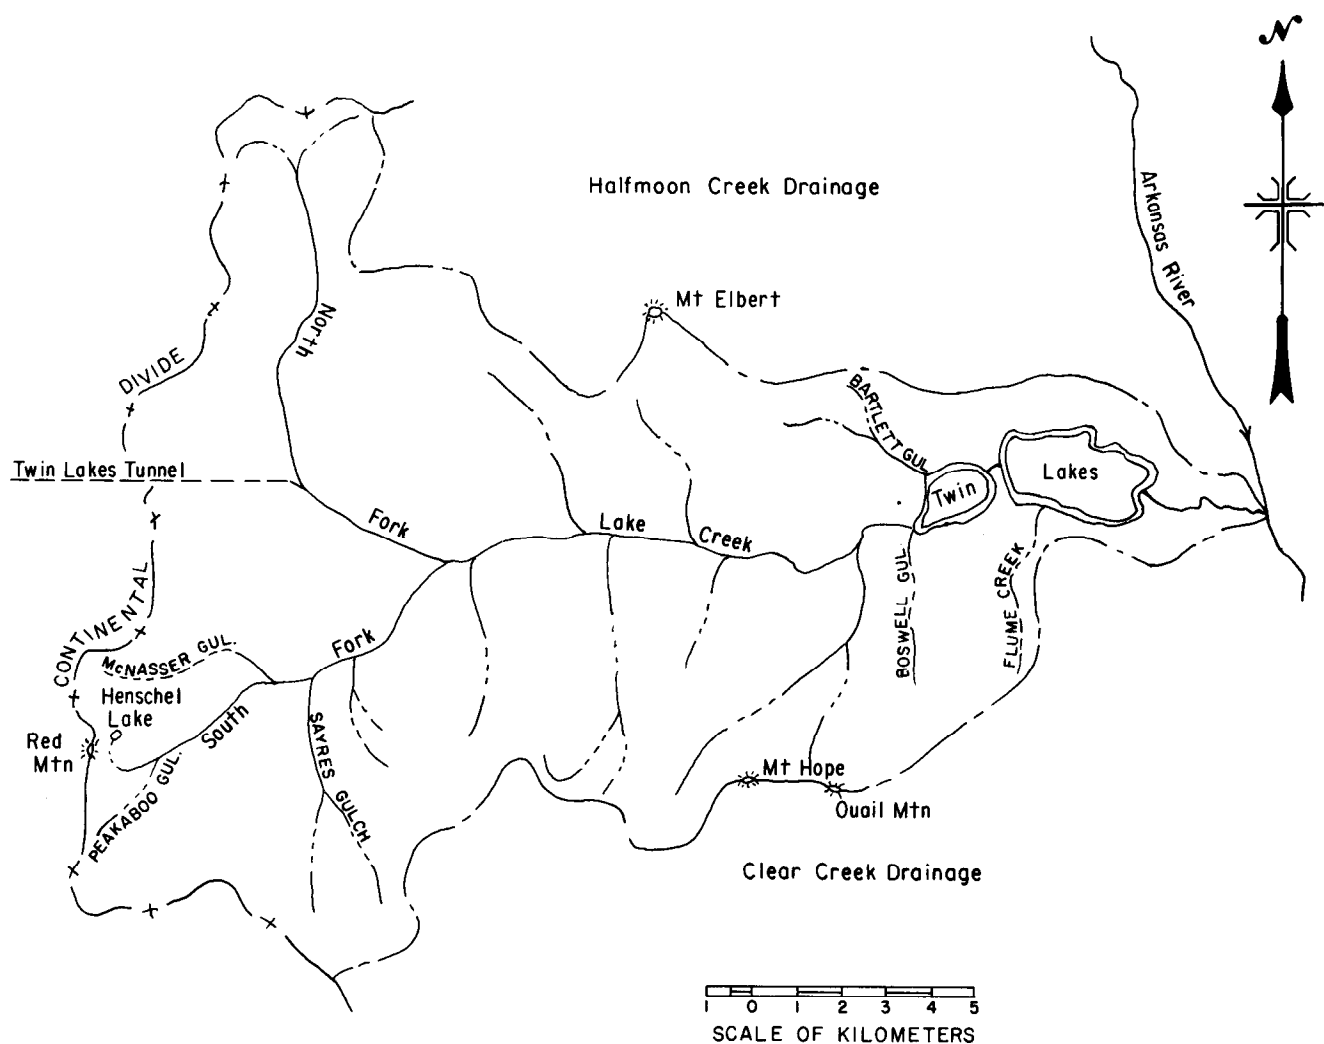 N
Halfmoon Creek Drainage
Arkansas River
Mt Elbert
North
DIVIDE
BARTLETT GUL
Twin Lakes Tunnel
Lakes
Twin
Fork
Lake
Creek
CONTINENTAL
BOSWELL GUL
FLUME CREEK
Fork
McNASSER GUL.
Henschel
Lake
South
SAYRES GULCH
Red
Mtn
PEAKABOO GUL.
Mt Hope
Quail Mtn
Clear Creek Drainage
1 0 1 2 3 4 5
SCALE OF KILOMETERS